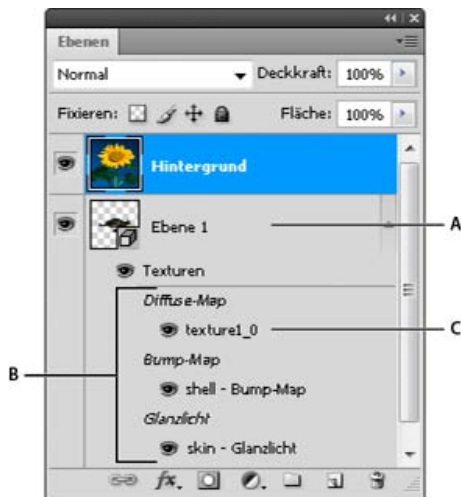 Ebenen
Normal Deckkraft: 100%
Fixieren: Fläche: 100%
Hintergrund
Ebene 1 A
Texturen
Diffuse-Map
texture1_0 C
Bump-Map
B
shell - Bump-Map
Glanzlicht
skin - Glanzlicht
fx.